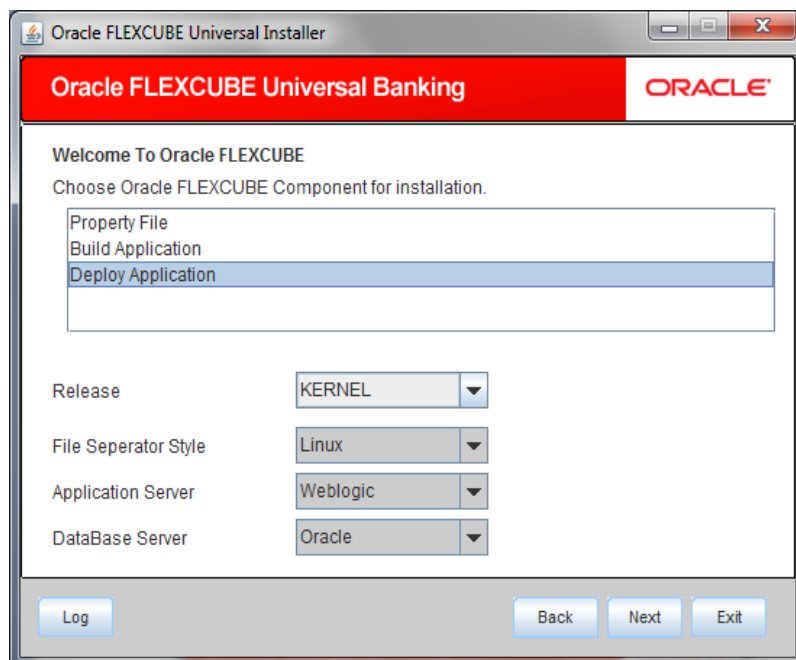 Oracle FLEXCUBE Universal Installer
Oracle FLEXCUBE Universal Banking
ORACLE
Welcome To Oracle FLEXCUBE
Choose Oracle FLEXCUBE Component for installation.
Property File
Build Application
Deploy Application
Release KERNEL
File Seperator Style Linux
Application Server Weblogic
DataBase Server Oracle
Log Back Next Exit